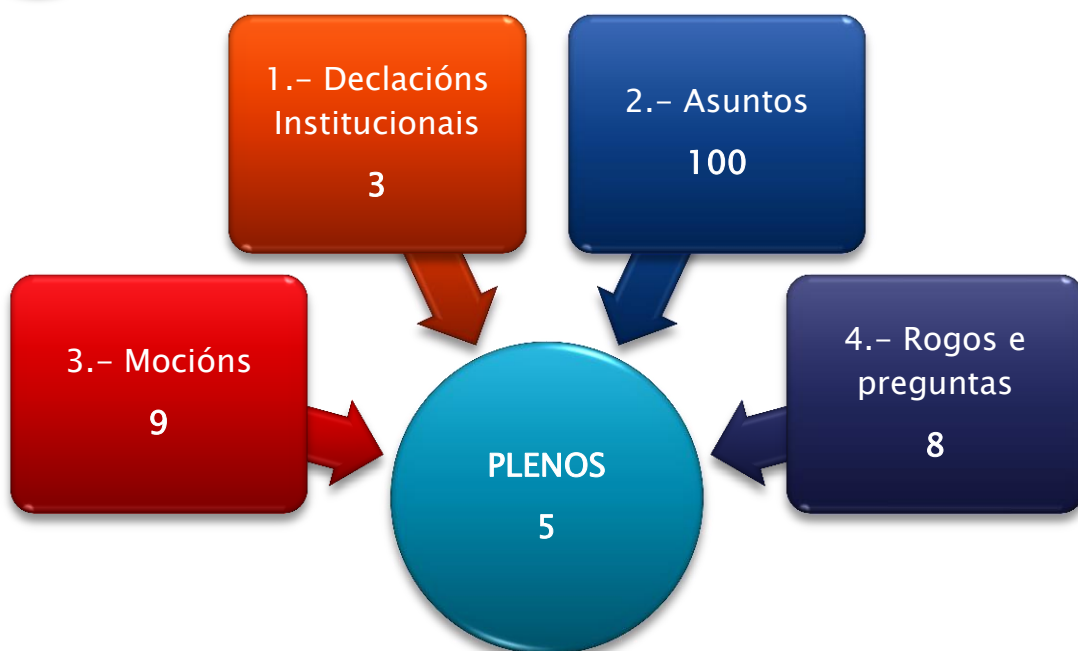 1.– Declacións
Institucionais
3
2.– Asuntos
100
3.– Mocións
9
4.– Rogos e
preguntas
8
PLENOS
5